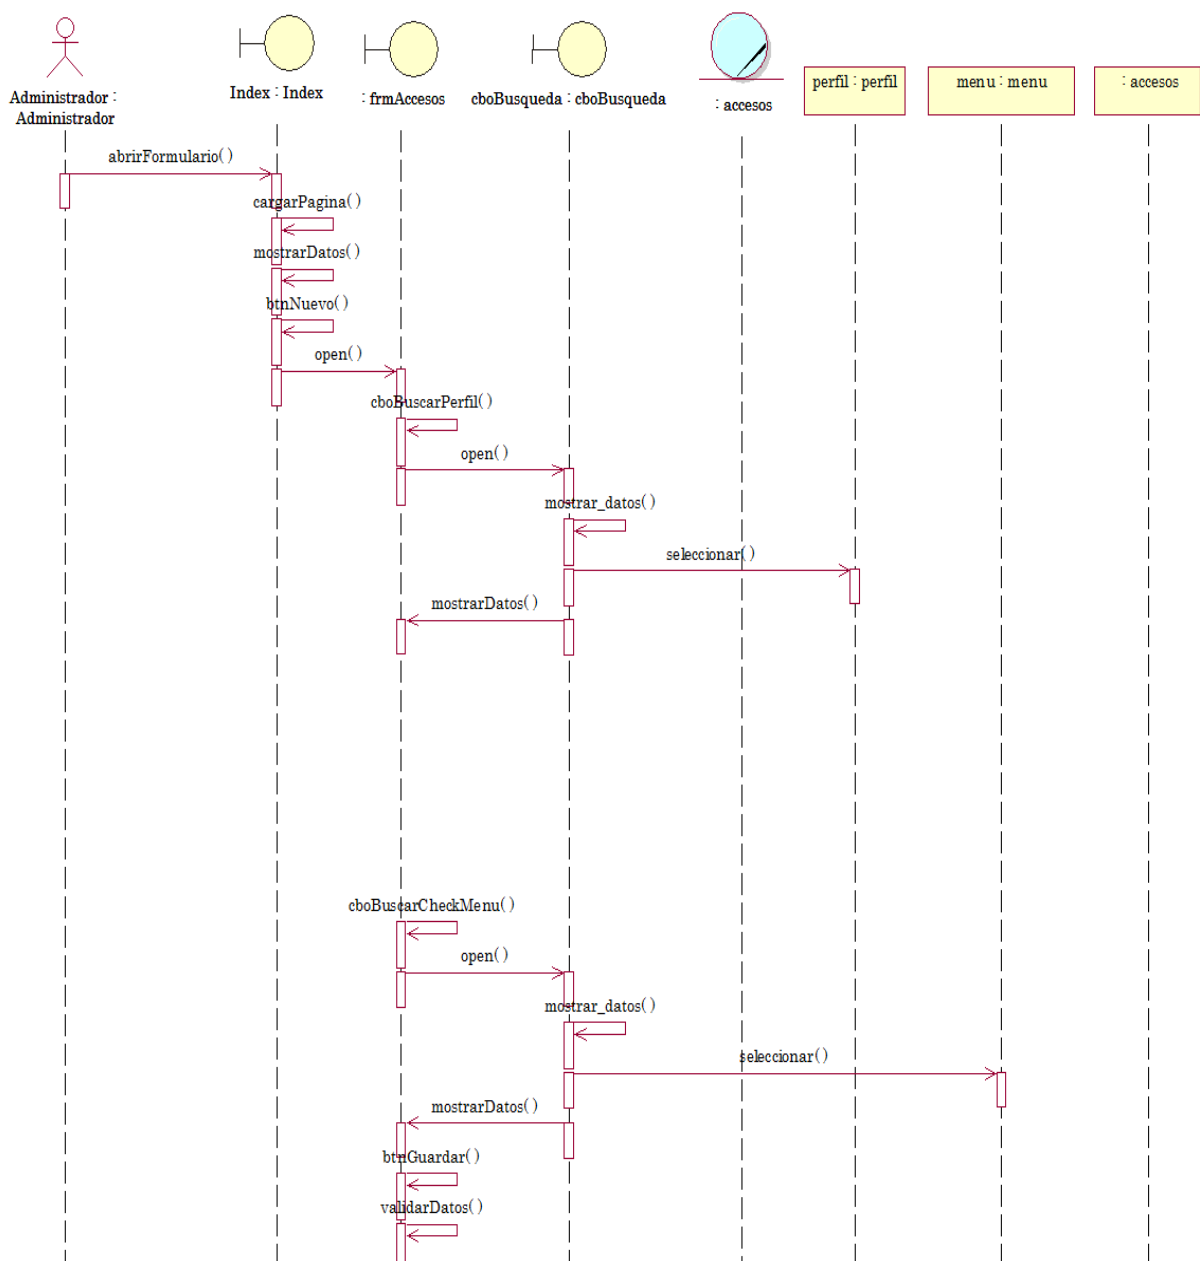 Administrador :
Administrador
Index : Index
: frmAccesos
cboBusqueda : cboBusqueda
: accesos
perfil : perfil
menu : menu
: accesos
abrirFormulario( )
cargarPagina( )
mostrarDatos( )
btnNuevo( )
open( )
cboBuscarPerfil( )
open( )
mostrar_datos( )
seleccionar( )
mostrarDatos( )
cboBuscarCheckMenu( )
open( )
mostrar_datos( )
seleccionar( )
mostrarDatos( )
btnGuardar( )
validarDatos( )